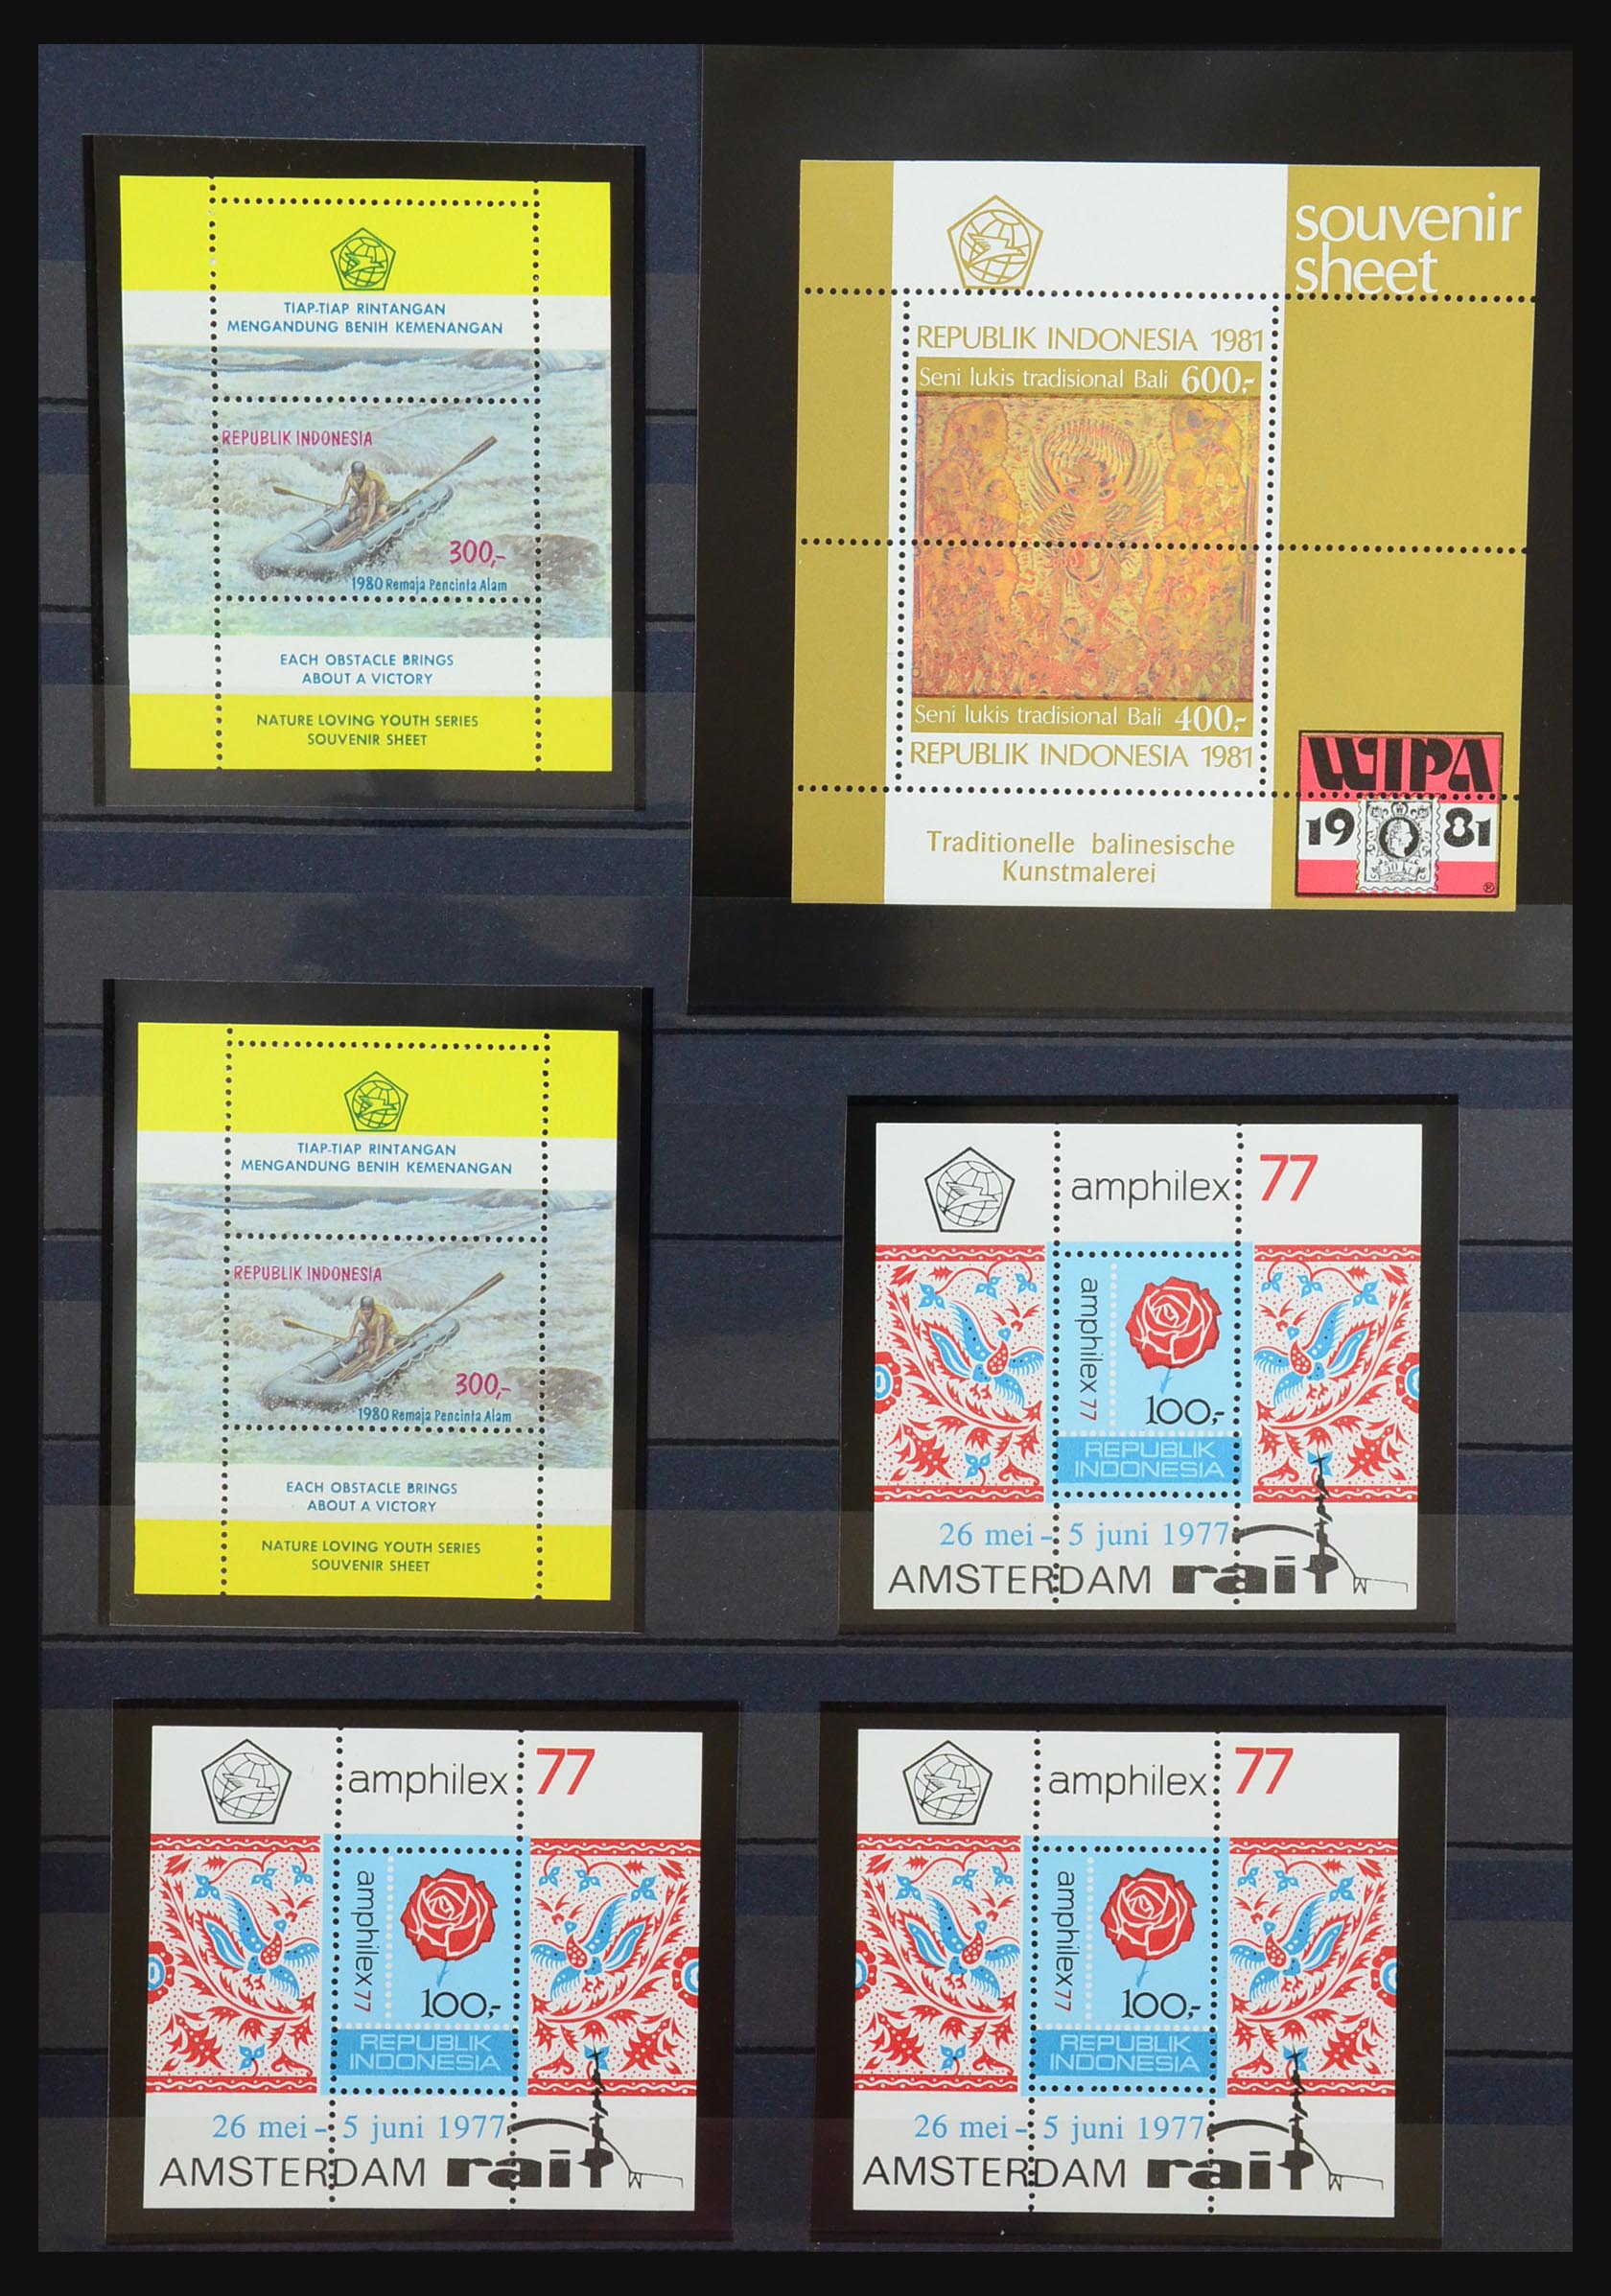 TIAP-TIAP RINTANGAN
MENGANDUNG BENIH KEMENANGAN
REPUBLIK INDONESIA
300,-
1980 Remaja Pencinta Alam
EACH OBSTACLE BRINGS
ABOUT A VICTORY
NATURE LOVING YOUTH SERIES
SOUVENIR SHEET
souvenir
sheet
REPUBLIK INDONESIA 1981
Seni lukis tradisional Bali 600,-
Seni lukis tradisional Bali 400,-
REPUBLIK INDONESIA 1981
Traditionelle balinesische
Kunstmalerei
WIPA
1981
TIAP-TIAP RINTANGAN
MENGANDUNG BENIH KEMENANGAN
REPUBLIK INDONESIA
300,-
1980 Remaja Pencinta Alam
EACH OBSTACLE BRINGS
ABOUT A VICTORY
NATURE LOVING YOUTH SERIES
SOUVENIR SHEET
amphilex 77
amphilex 77
100,-
REPUBLIK
INDONESIA
26 mei - 5 juni 1977
AMSTERDAM rai
amphilex 77
amphilex 77
100,-
REPUBLIK
INDONESIA
26 mei - 5 juni 1977
AMSTERDAM rai
amphilex 77
amphilex 77
100,-
REPUBLIK
INDONESIA
26 mei - 5 juni 1977
AMSTERDAM rai